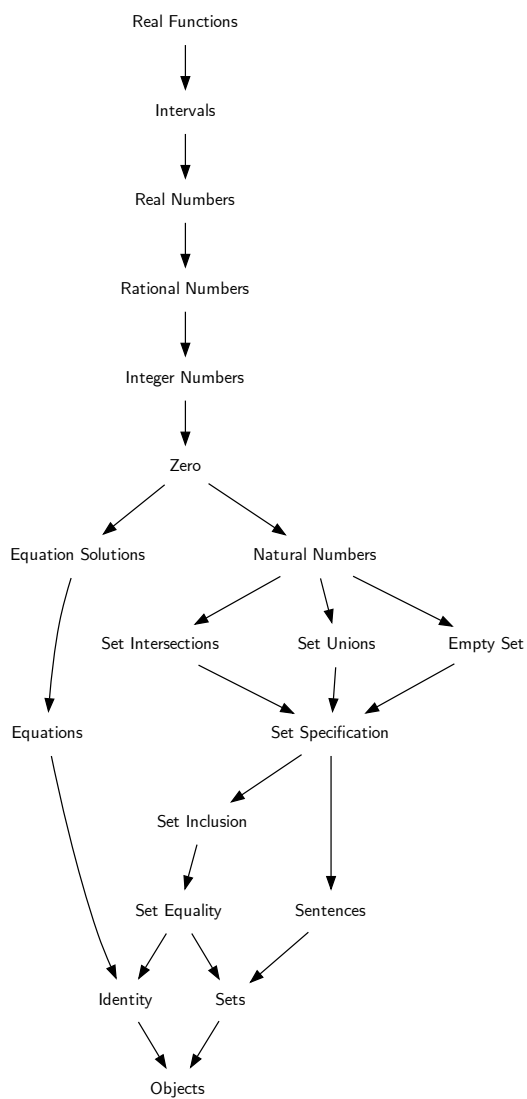 Real Functions
Intervals
Real Numbers
Rational Numbers
Integer Numbers
Zero
Equation Solutions
Natural Numbers
Set Intersections
Set Unions
Empty Set
Equations
Set Specification
Set Inclusion
Set Equality
Sentences
Identity
Sets
Objects